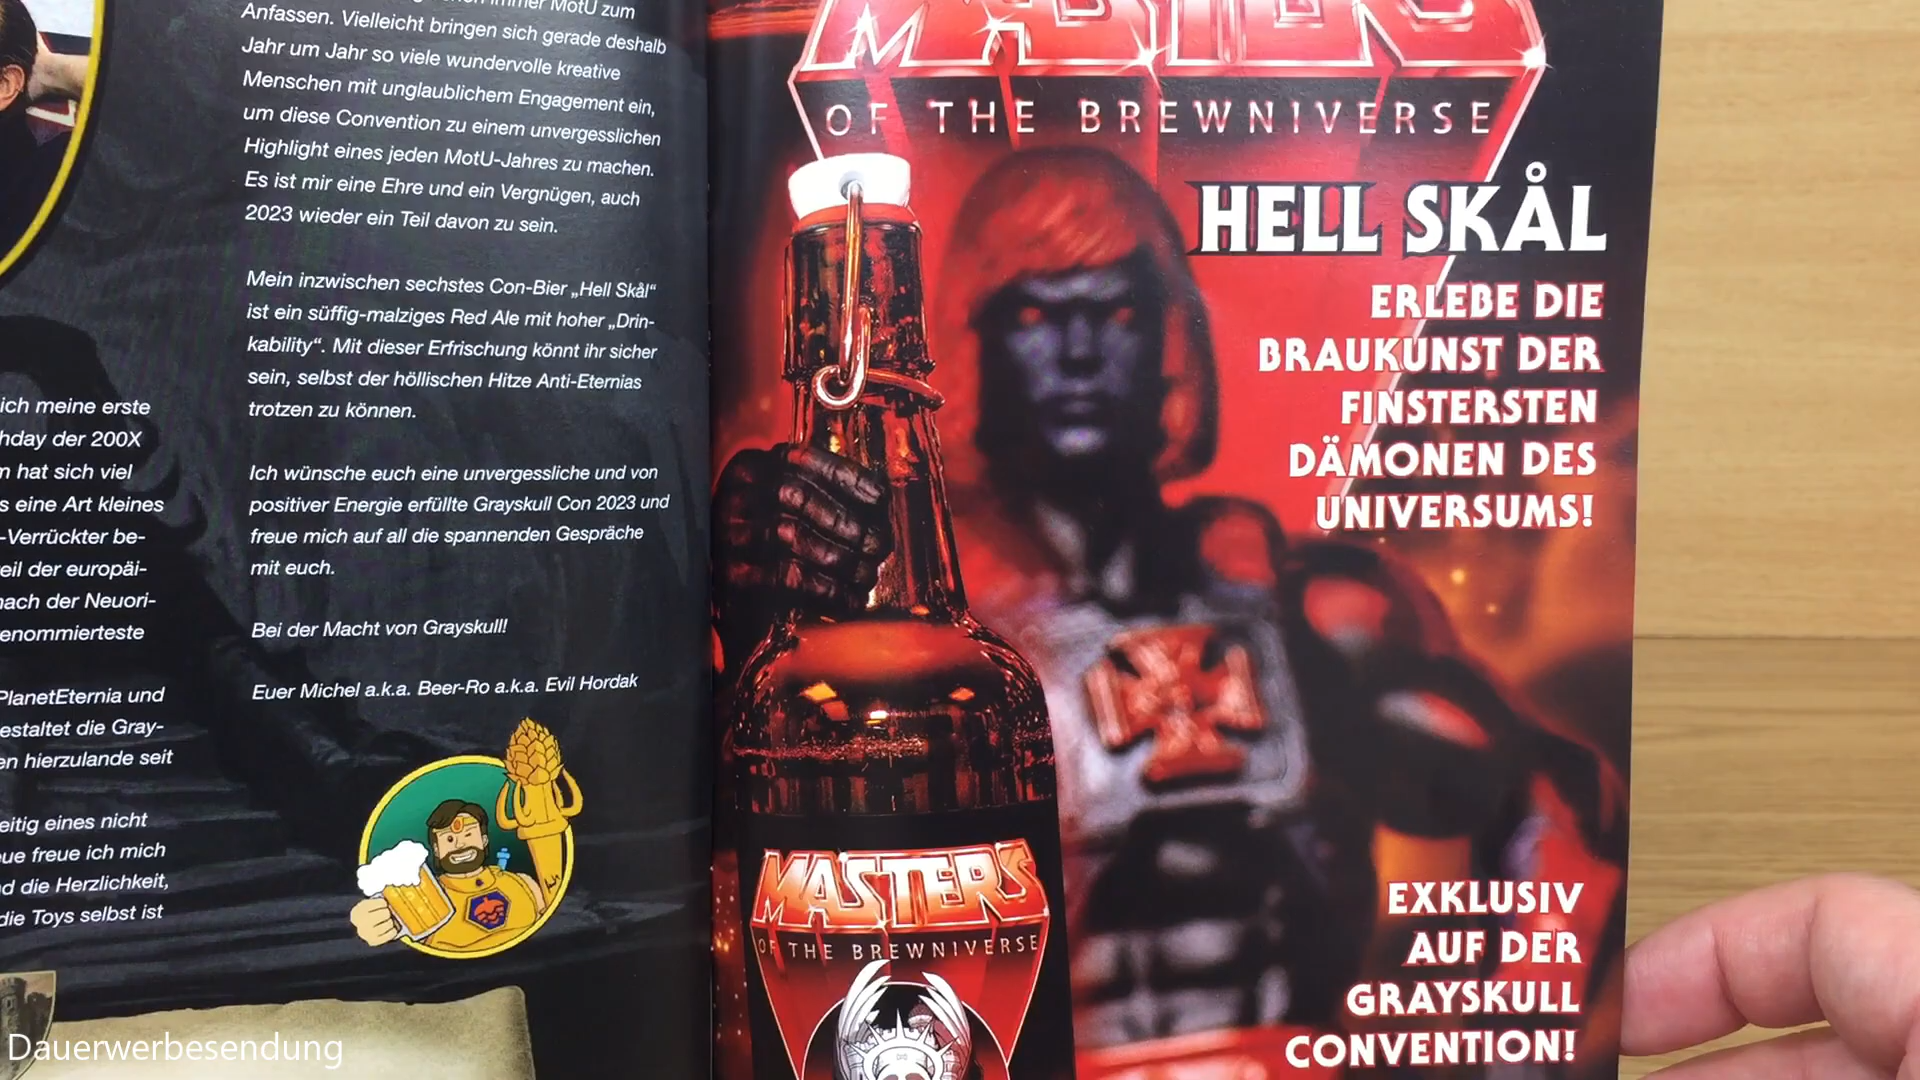 ich meine erste
hday der 200X
m hat sich viel
s eine Art kleines
-Verrückter be-
eil der europäi-
nach der Neuori-
enommierteste
PlanetEternia und
estaltet die Gray-
en hierzulande seit
eitig eines nicht
ue freue ich mich
d die Herzlichkeit,
die Toys selbst ist
immer MotU zum
Anfassen. Vielleicht bringen sich gerade deshalb
Jahr um Jahr so viele wundervolle kreative
Menschen mit unglaublichem Engagement ein,
um diese Convention zu einem unvergesslichen
Highlight eines jeden MotU-Jahres zu machen.
Es ist mir eine Ehre und ein Vergnügen, auch
2023 wieder ein Teil davon zu sein.
Mein inzwischen sechstes Con-Bier „Hell Skål“
ist ein süffig-malziges Red Ale mit hoher „Drin-
kability“. Mit dieser Erfrischung könnt ihr sicher
sein, selbst der höllischen Hitze Anti-Eternias
trotzen zu können.
Ich wünsche euch eine unvergessliche und von
positiver Energie erfüllte Grayskull Con 2023 und
freue mich auf all die spannenden Gespräche
mit euch.
Bei der Macht von Grayskull!
Euer Michel a.k.a. Beer-Ro a.k.a. Evil Hordak
MASTERS
OF THE BREWNIVERSE
HELL SKÅL
ERLEBE DIE
BRAUKUNST DER
FINSTERSTEN
DÄMONEN DES
UNIVERSUMS!
MASTERS
OF THE BREWNIVERSE
EXKLUSIV
AUF DER
GRAYSKULL
CONVENTION!
Dauerwerbesendung